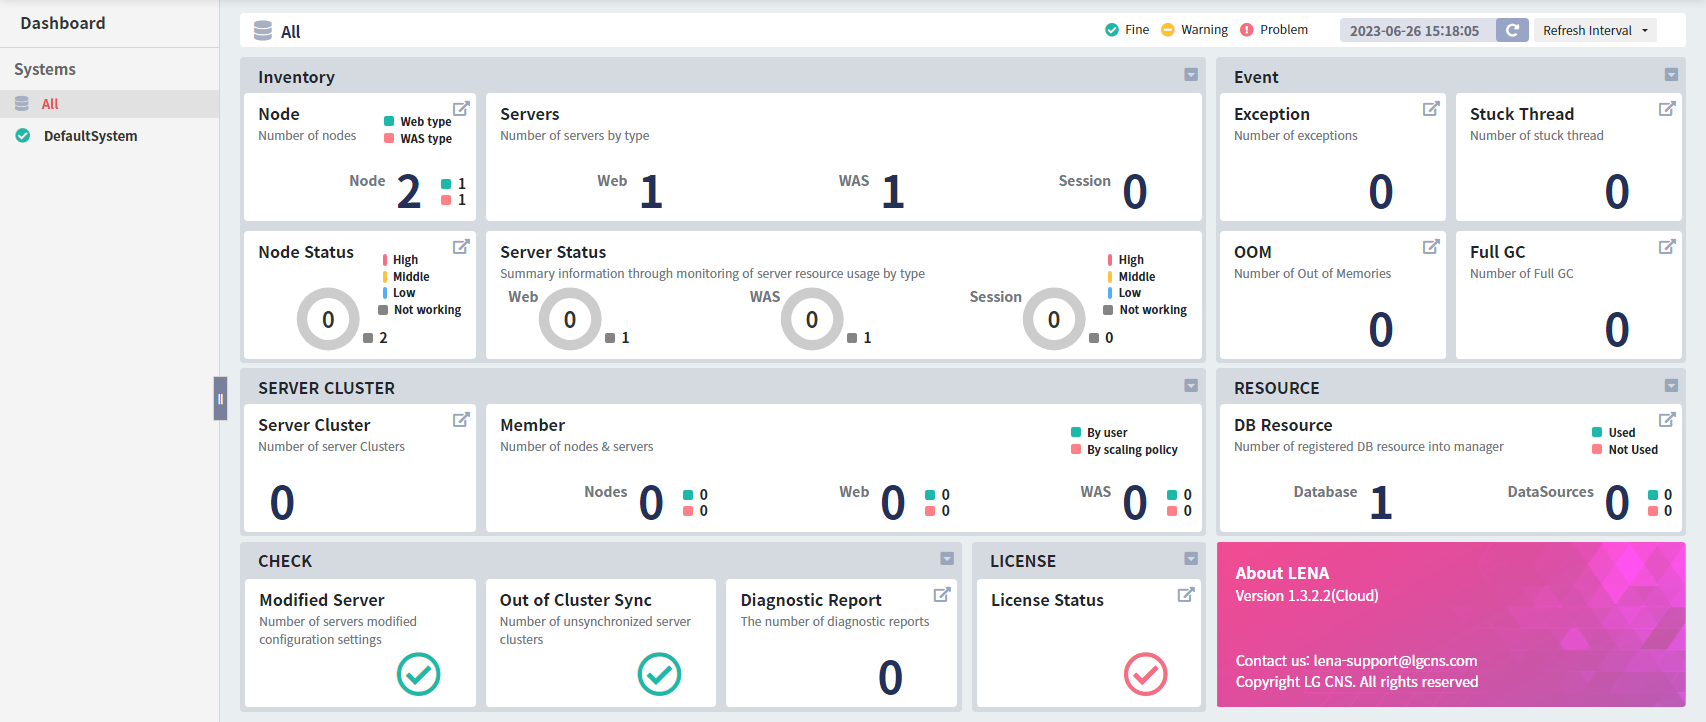 Dashboard
Systems
All
DefaultSystem
All
Fine
Warning
Problem
2023-06-26 15:18:05
Refresh Interval
Inventory
Node
Number of nodes
Web type
WAS type
Node 2
1
1
Servers
Number of servers by type
Web 1
WAS 1
Session 0
Node Status
High
Middle
Low
Not working
0
2
Server Status
Summary information through monitoring of server resource usage by type
High
Middle
Low
Not working
Web 0
1
WAS 0
1
Session 0
0
Event
Exception
Number of exceptions
0
Stuck Thread
Number of stuck thread
0
OOM
Number of Out of Memories
0
Full GC
Number of Full GC
0
SERVER CLUSTER
Server Cluster
Number of server Clusters
0
Member
Number of nodes & servers
By user
By scaling policy
Nodes 0
0
0
Web 0
0
0
WAS 0
0
0
RESOURCE
DB Resource
Number of registered DB resource into manager
Used
Not Used
Database 1
DataSources 0
0
0
CHECK
Modified Server
Number of servers modified
configuration settings
Out of Cluster Sync
Number of unsynchronized server
clusters
Diagnostic Report
The number of diagnostic reports
0
LICENSE
License Status
About LENA
Version 1.3.2.2(Cloud)
Contact us: lena-support@lgcns.com
Copyright LG CNS. All rights reserved